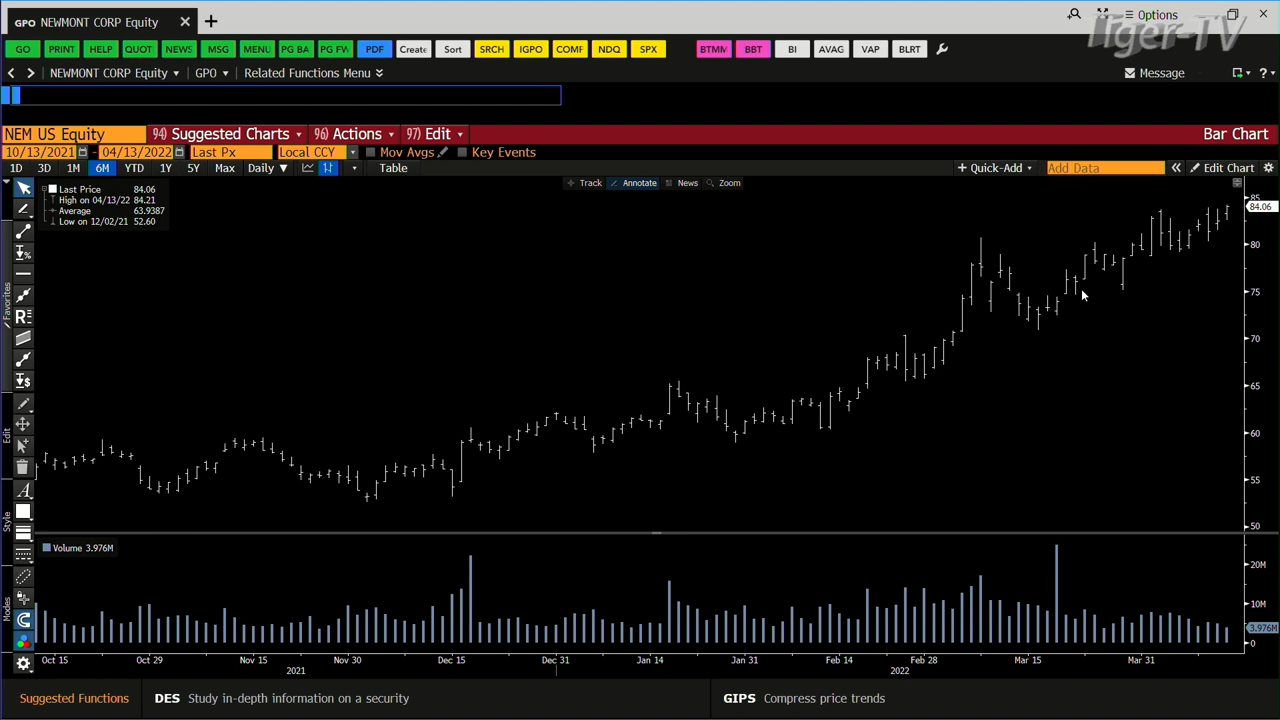 GPO NEWMONT CORP Equity
Options
Tiger-TV
GO PRINT HELP QUOT NEWS MSG MENU PG BA PG FW PDF Create Sort SRCH IGPO COMF NDQ SPX BTMM BBT BI AVAG VAP BLRT
NEWMONT CORP Equity GPO Related Functions Menu Message ?
NEM US Equity 94) Suggested Charts 96) Actions 97) Edit Bar Chart
10/13/2021 - 04/13/2022 Last Px Local CCY Mov Avgs Key Events
1D 3D 1M 6M YTD 1Y 5Y Max Daily Table + Quick-Add Add Data Edit Chart
Track Annotate News Zoom
Last Price 84.06
High on 04/13/22 84.21
Average 63.9387
Low on 12/02/21 52.60
85
84.06
80
75
70
65
60
55
50
Favorites
Edit
Style
Modes
Volume 3.976M
20M
10M
3.976M
0
Oct 15 Oct 29 Nov 15 Nov 30 Dec 15 Dec 31 Jan 14 Jan 31 Feb 14 Feb 28 Mar 15 Mar 31
2021 2022
Suggested Functions DES Study in-depth information on a security GIPS Compress price trends